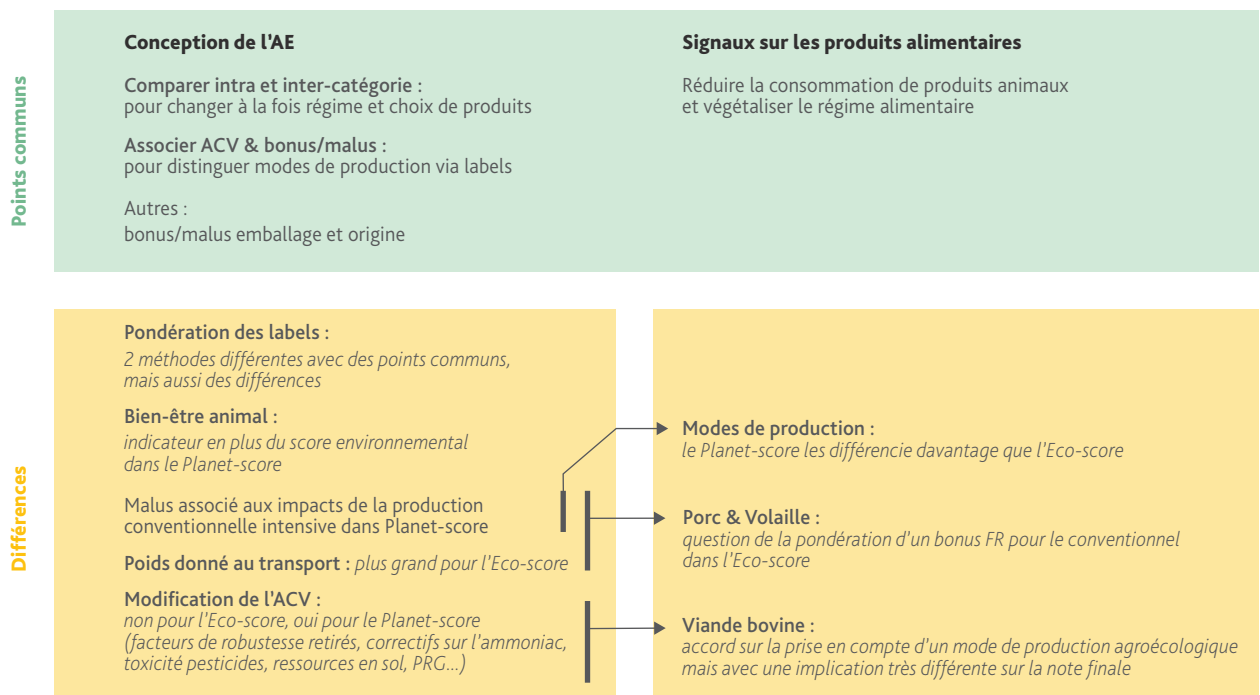 Points communs
Conception de l'AE
Comparer intra et inter-catégorie :
pour changer à la fois régime et choix de produits
Associer ACV & bonus/malus :
pour distinguer modes de production via labels
Autres :
bonus/malus emballage et origine
Signaux sur les produits alimentaires
Réduire la consommation de produits animaux
et végétaliser le régime alimentaire
Différences
Pondération des labels :
2 méthodes différentes avec des points communs,
mais aussi des différences
Bien-être animal :
indicateur en plus du score environnemental
dans le Planet-score
Malus associé aux impacts de la production
conventionnelle intensive dans Planet-score
Poids donné au transport : plus grand pour l'Eco-score
Modification de l'ACV :
non pour l'Eco-score, oui pour le Planet-score
(facteurs de robustesse retirés, correctifs sur l'ammoniac,
toxicité pesticides, ressources en sol, PRG...)
Modes de production :
le Planet-score les différencie davantage que l'Eco-score
Porc & Volaille :
question de la pondération d'un bonus FR pour le conventionnel
dans l'Eco-score
Viande bovine :
accord sur la prise en compte d'un mode de production agroécologique
mais avec une implication très différente sur la note finale